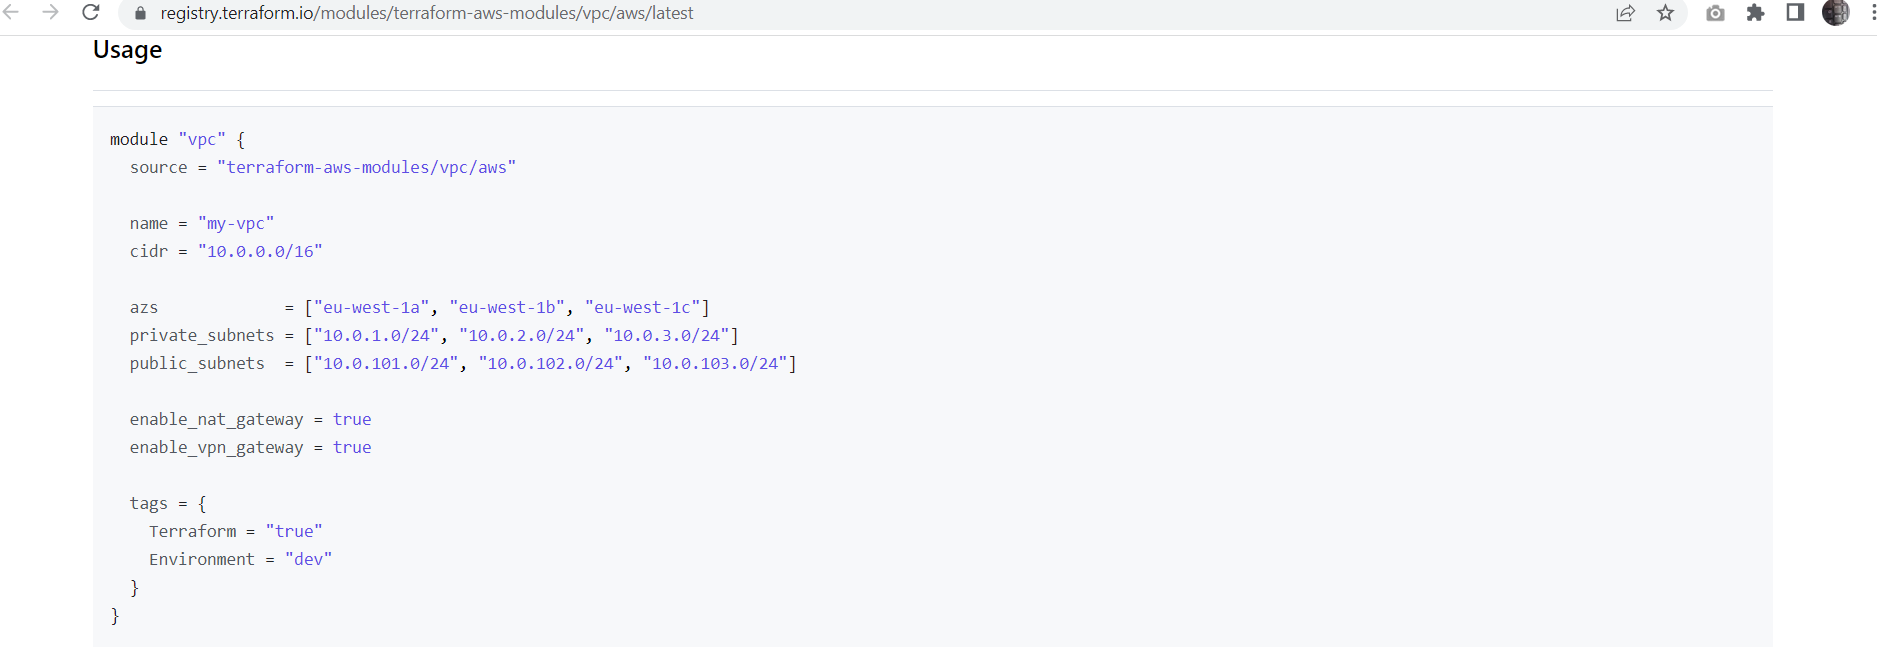 registry.terraform.io/modules/terraform-aws-modules/vpc/aws/latest
Usage
module "vpc" {
  source = "terraform-aws-modules/vpc/aws"

  name = "my-vpc"
  cidr = "10.0.0.0/16"

  azs             = ["eu-west-1a", "eu-west-1b", "eu-west-1c"]
  private_subnets = ["10.0.1.0/24", "10.0.2.0/24", "10.0.3.0/24"]
  public_subnets  = ["10.0.101.0/24", "10.0.102.0/24", "10.0.103.0/24"]

  enable_nat_gateway = true
  enable_vpn_gateway = true

  tags = {
    Terraform = "true"
    Environment = "dev"
  }
}